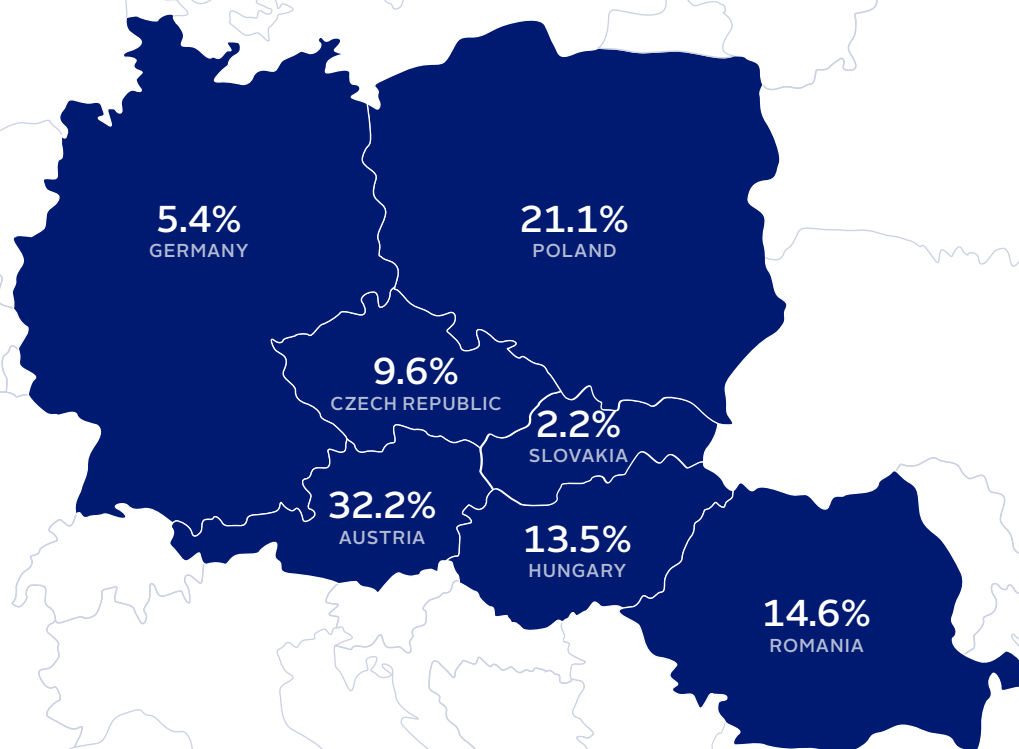 5.4%
GERMANY
21.1%
POLAND
9.6%
CZECH REPUBLIC
2.2%
SLOVAKIA
32.2%
AUSTRIA
13.5%
HUNGARY
14.6%
ROMANIA